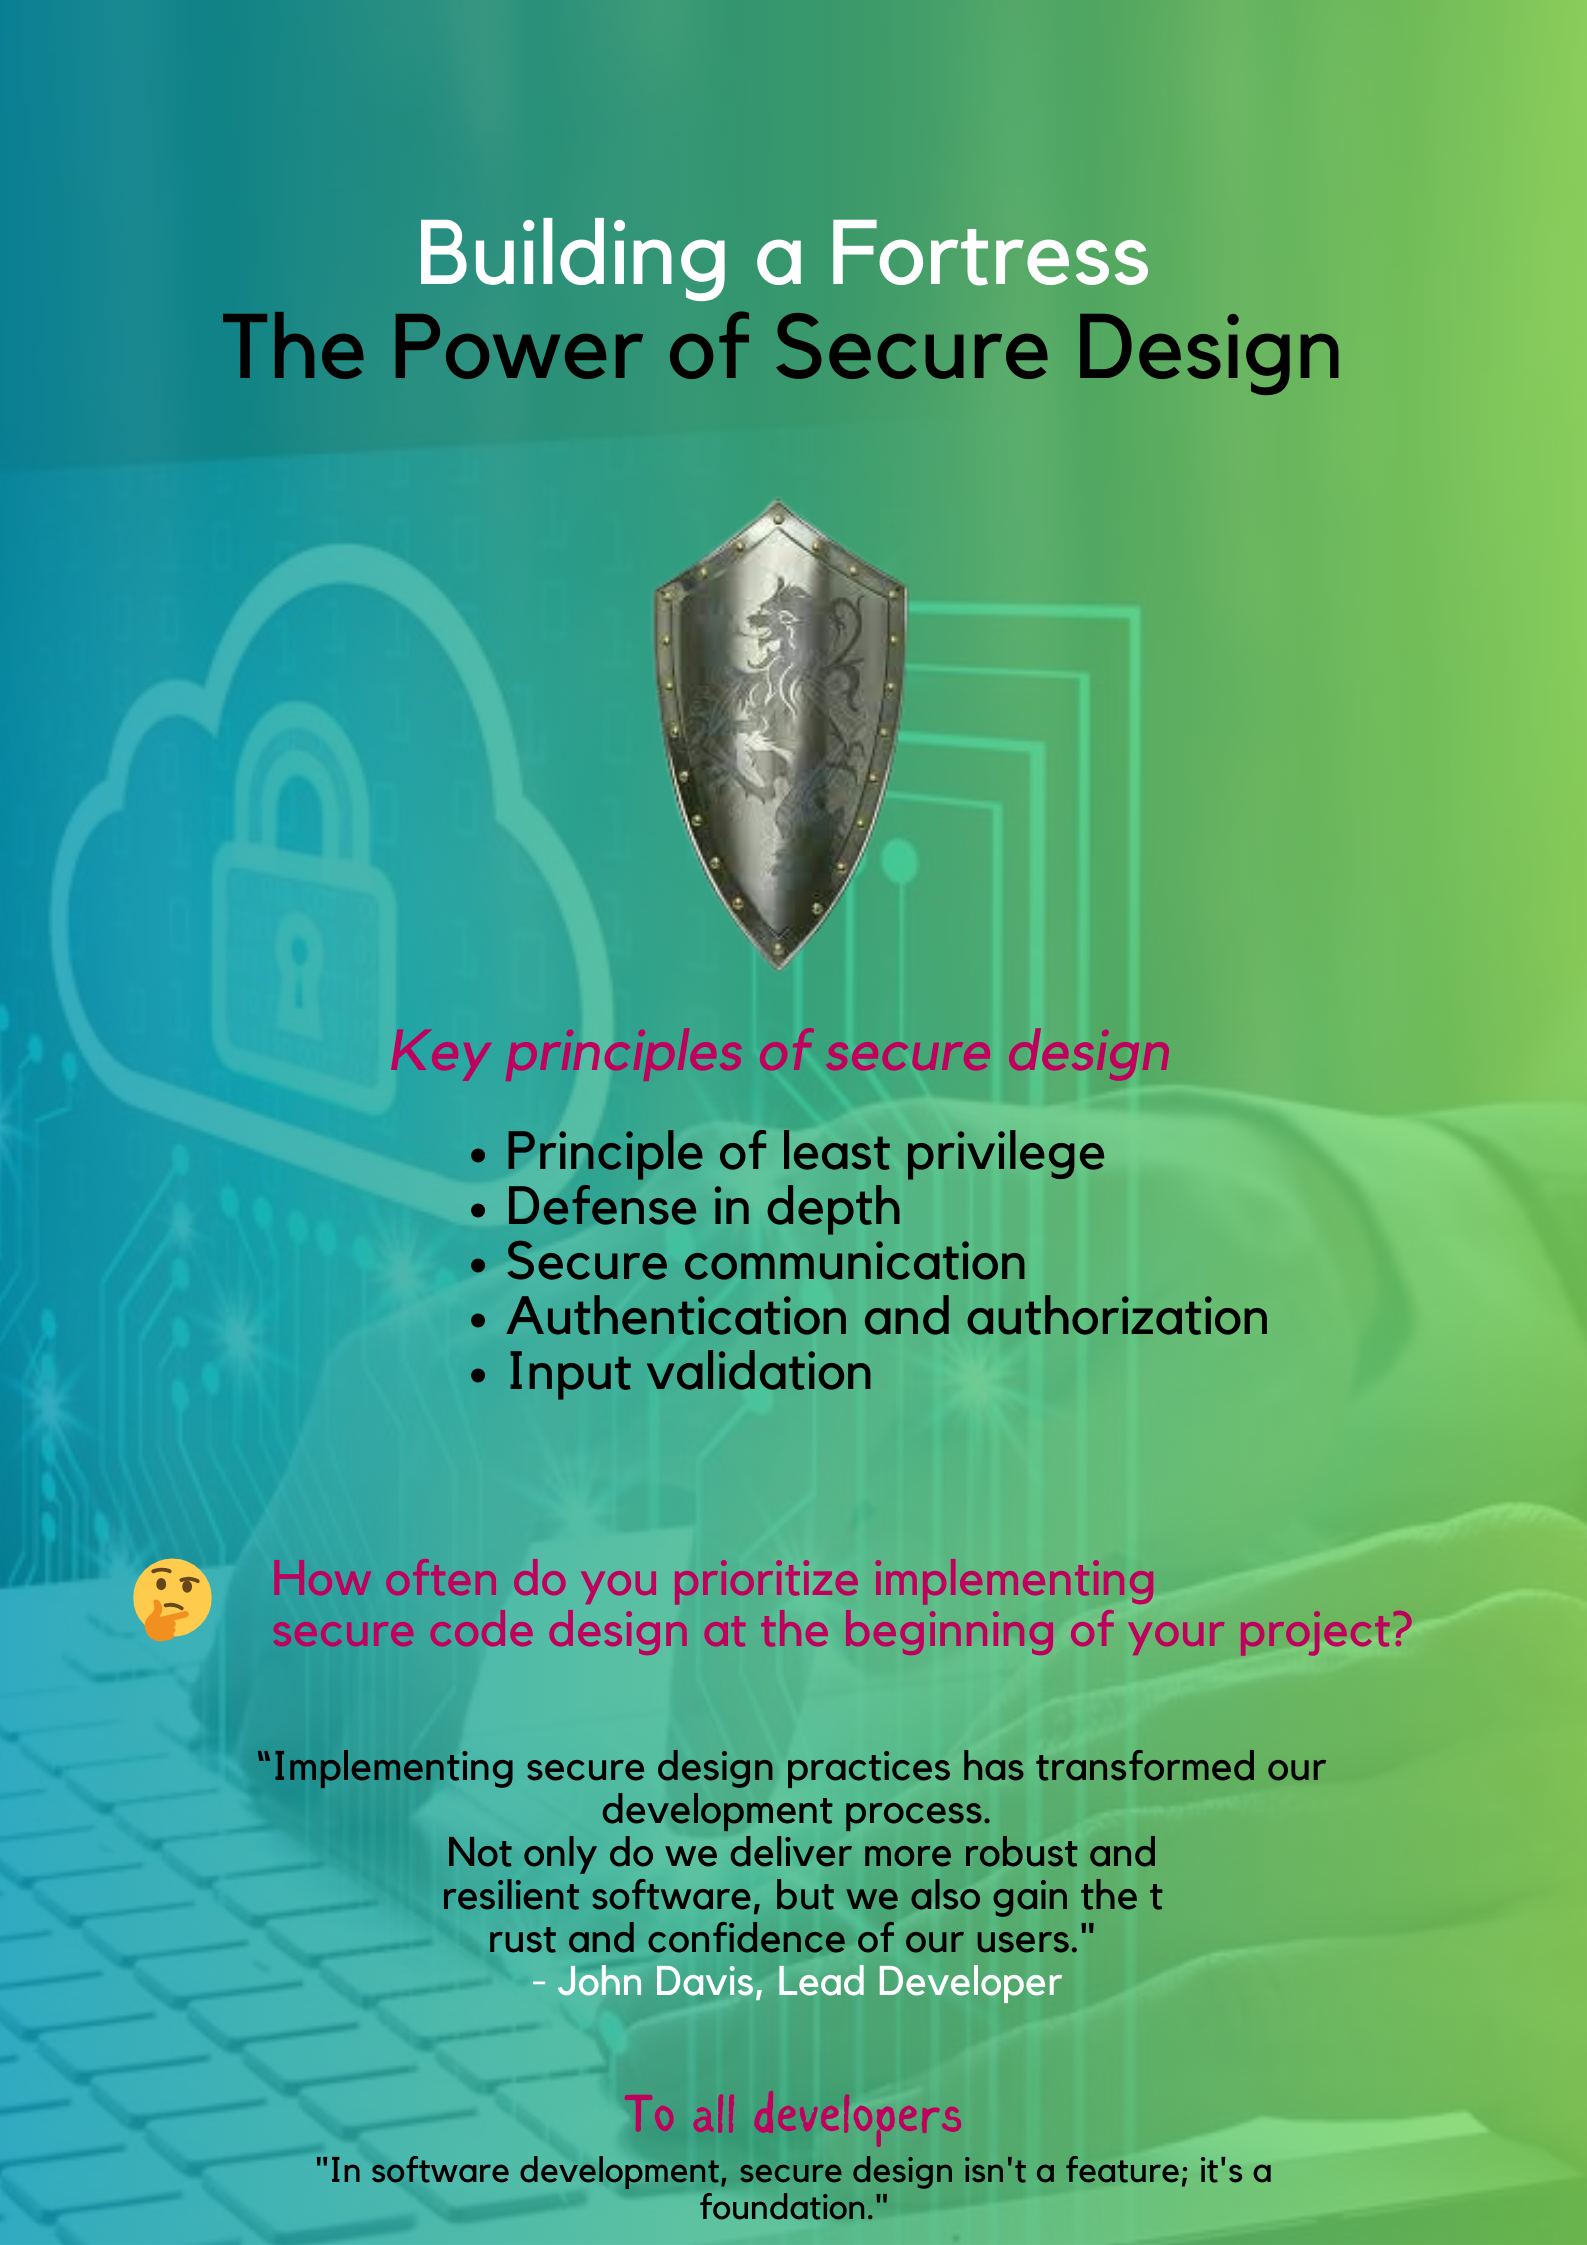 Building a Fortress
The Power of Secure Design
Key principles of secure design
• Principle of least privilege
• Defense in depth
• Secure communication
• Authentication and authorization
• Input validation
How often do you prioritize implementing
secure code design at the beginning of your project?
“Implementing secure design practices has transformed our
development process.
Not only do we deliver more robust and
resilient software, but we also gain the t
rust and confidence of our users."
- John Davis, Lead Developer
To all developers
"In software development, secure design isn't a feature; it's a
foundation."